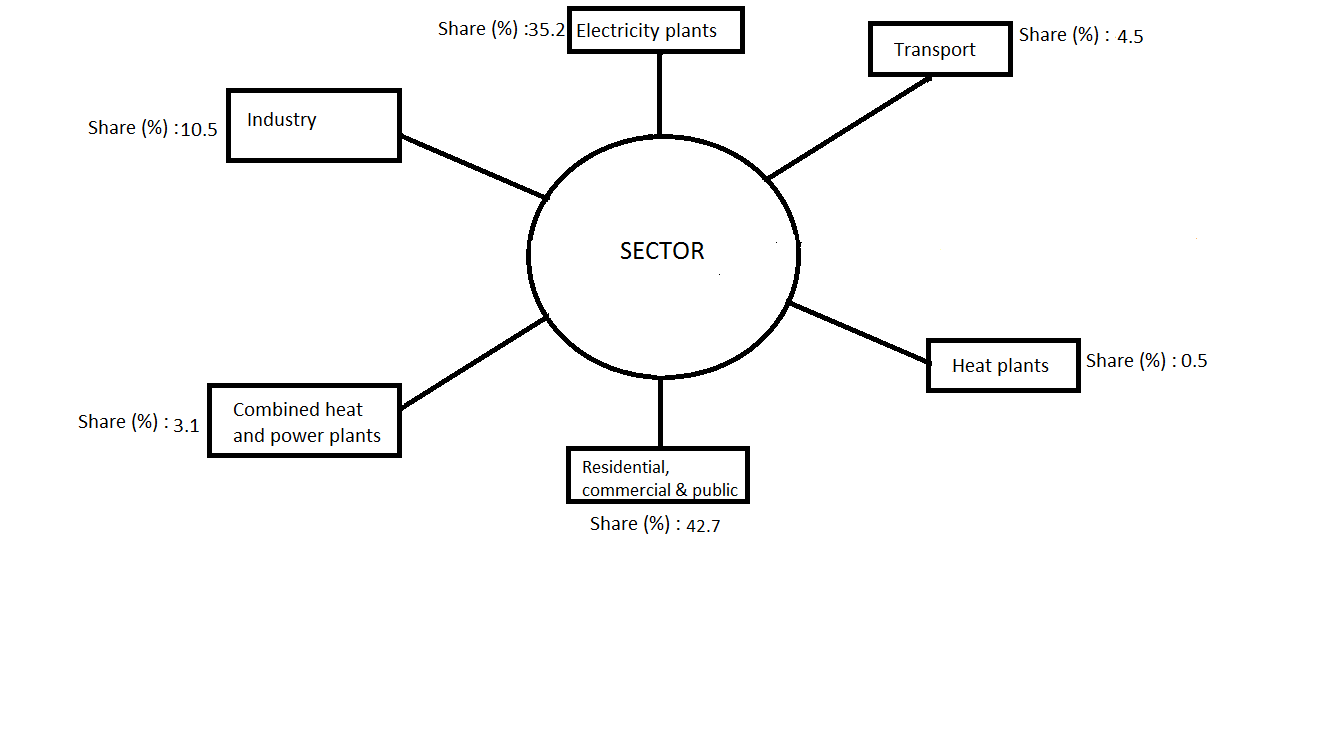 Share (%) :35.2
Electricity plants
Transport
Share (%) : 4.5
Share (%) :10.5
Industry
SECTOR
Heat plants
Share (%) : 0.5
Share (%) : 3.1
Combined heat
and power plants
Residential,
commercial & public
Share (%) : 42.7